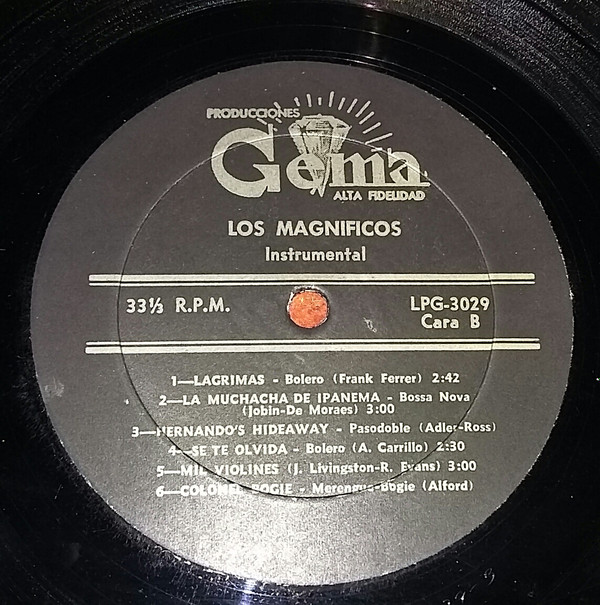 PRODUCCIONES
Gema
ALTA FIDELIDAD
LOS MAGNIFICOS
Instrumental
33⅓ R.P.M.
LPG-3029
Cara B
1—LAGRIMAS - Bolero (Frank Ferrer) 2:42
2—LA MUCHACHA DE IPANEMA - Bossa Nova
(Jobin-De Moraes) 3:00
3—HERNANDO'S HIDEAWAY - Pasodoble (Adler-Ross)
4—SE TE OLVIDA - Bolero (A. Carrillo) 2:30
5—MIL VIOLINES (J. Livingston-R. Evans) 3:00
6—COLONEL BOGIE - Merengue-Bogie (Alford)